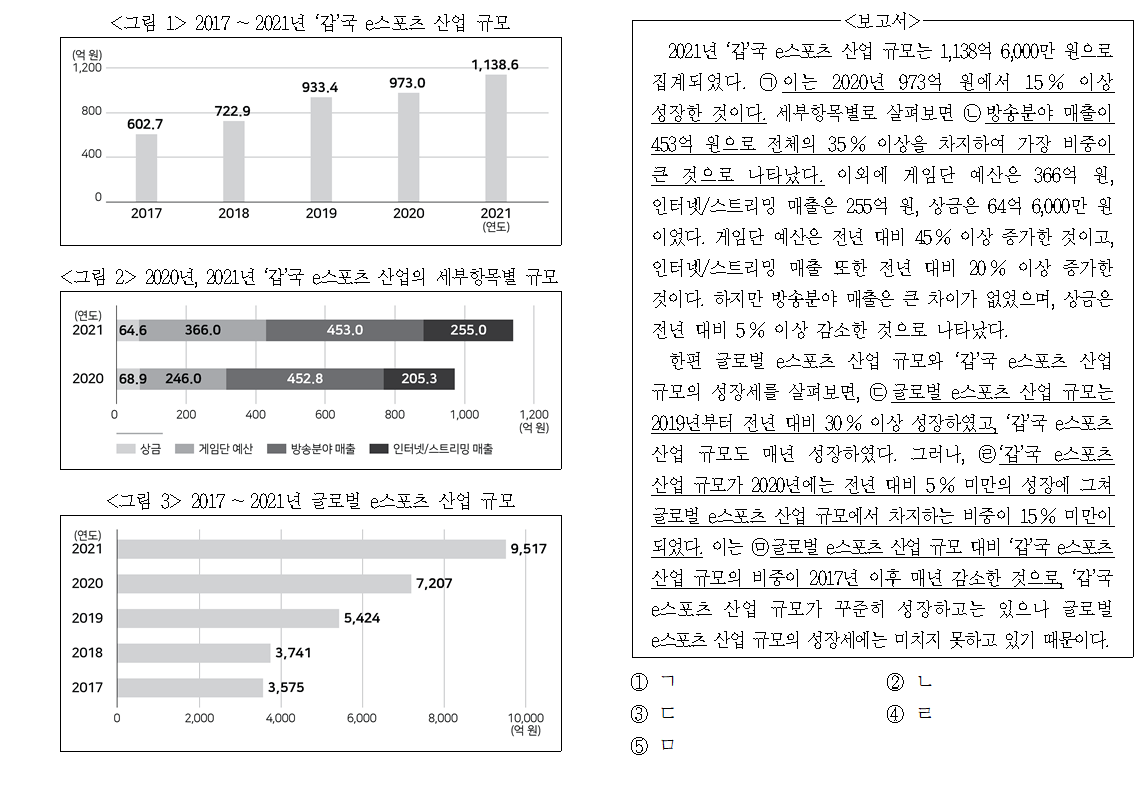 <그림 1> 2017 ~ 2021년 ‘갑’국 e스포츠 산업 규모
(억 원)
1,200
800
400
0
602.7
722.9
933.4
973.0
1,138.6
2017
2018
2019
2020
2021
(연도)
<그림 2> 2020년, 2021년 ‘갑’국 e스포츠 산업의 세부항목별 규모
(연도)
2021 64.6 366.0 453.0 255.0
2020 68.9 246.0 452.8 205.3
0 200 400 600 800 1,000 1,200
(억 원)
상금 게임단 예산 방송분야 매출 인터넷/스트리밍 매출
<그림 3> 2017 ~ 2021년 글로벌 e스포츠 산업 규모
(연도)
2021 9,517
2020 7,207
2019 5,424
2018 3,741
2017 3,575
0 2,000 4,000 6,000 8,000 10,000
(억 원)
<보고서>
2021년 ‘갑’국 e스포츠 산업 규모는 1,138억 6,000만 원으로
집계되었다. ㉠이는 2020년 973억 원에서 15% 이상
성장한 것이다. 세부항목별로 살펴보면 ㉡방송분야 매출이
453억 원으로 전체의 35% 이상을 차지하여 가장 비중이
큰 것으로 나타났다. 이외에 게임단 예산은 366억 원,
인터넷/스트리밍 매출은 255억 원, 상금은 64억 6,000만 원
이었다. 게임단 예산은 전년 대비 45% 이상 증가한 것이고,
인터넷/스트리밍 매출 또한 전년 대비 20% 이상 증가한
것이다. 하지만 방송분야 매출은 큰 차이가 없었으며, 상금은
전년 대비 5% 이상 감소한 것으로 나타났다.
한편 글로벌 e스포츠 산업 규모와 ‘갑’국 e스포츠 산업
규모의 성장세를 살펴보면, ㉢글로벌 e스포츠 산업 규모는
2019년부터 전년 대비 30% 이상 성장하였고, ‘갑’국 e스포츠
산업 규모도 매년 성장하였다. 그러나, ㉣‘갑’국 e스포츠
산업 규모가 2020년에는 전년 대비 5% 미만의 성장에 그쳐
글로벌 e스포츠 산업 규모에서 차지하는 비중이 15% 미만이
되었다. 이는 ㉤글로벌 e스포츠 산업 규모 대비 ‘갑’국 e스포츠
산업 규모의 비중이 2017년 이후 매년 감소한 것으로, ‘갑’국
e스포츠 산업 규모가 꾸준히 성장하고는 있으나 글로벌
e스포츠 산업 규모의 성장세에는 미치지 못하고 있기 때문이다.
① ㄱ ② ㄴ
③ ㄷ ④ ㄹ
⑤ ㅁ